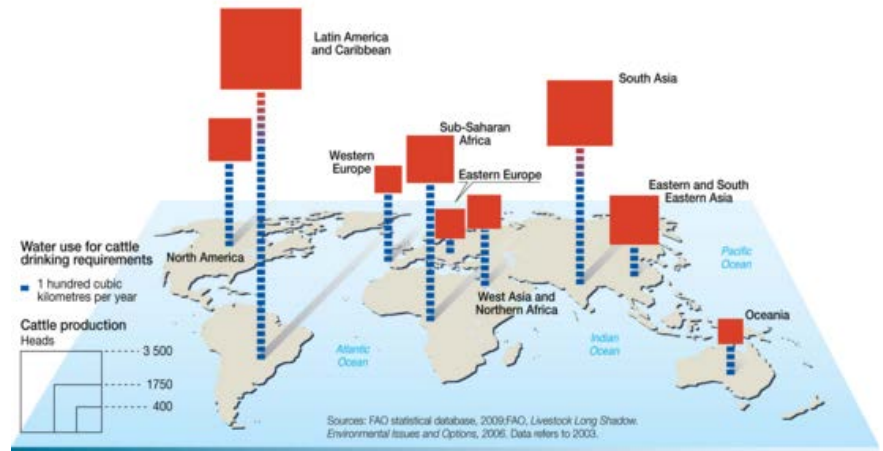 Latin America
and Caribbean
South Asia
Sub-Saharan
Africa
Western
Europe
Eastern Europe
Eastern and South
Eastern Asia
Water use for cattle
drinking requirements
1 hundred cubic
kilometres per year
North America
Pacific
Ocean
West Asia and
Northern Africa
Oceania
Cattle production
Heads
3 500
1750
400
Atlantic
Ocean
Indian
Ocean
Sources: FAO statistical database, 2009;FAO, Livestock Long Shadow.
Environmental Issues and Options, 2006. Data refers to 2003.